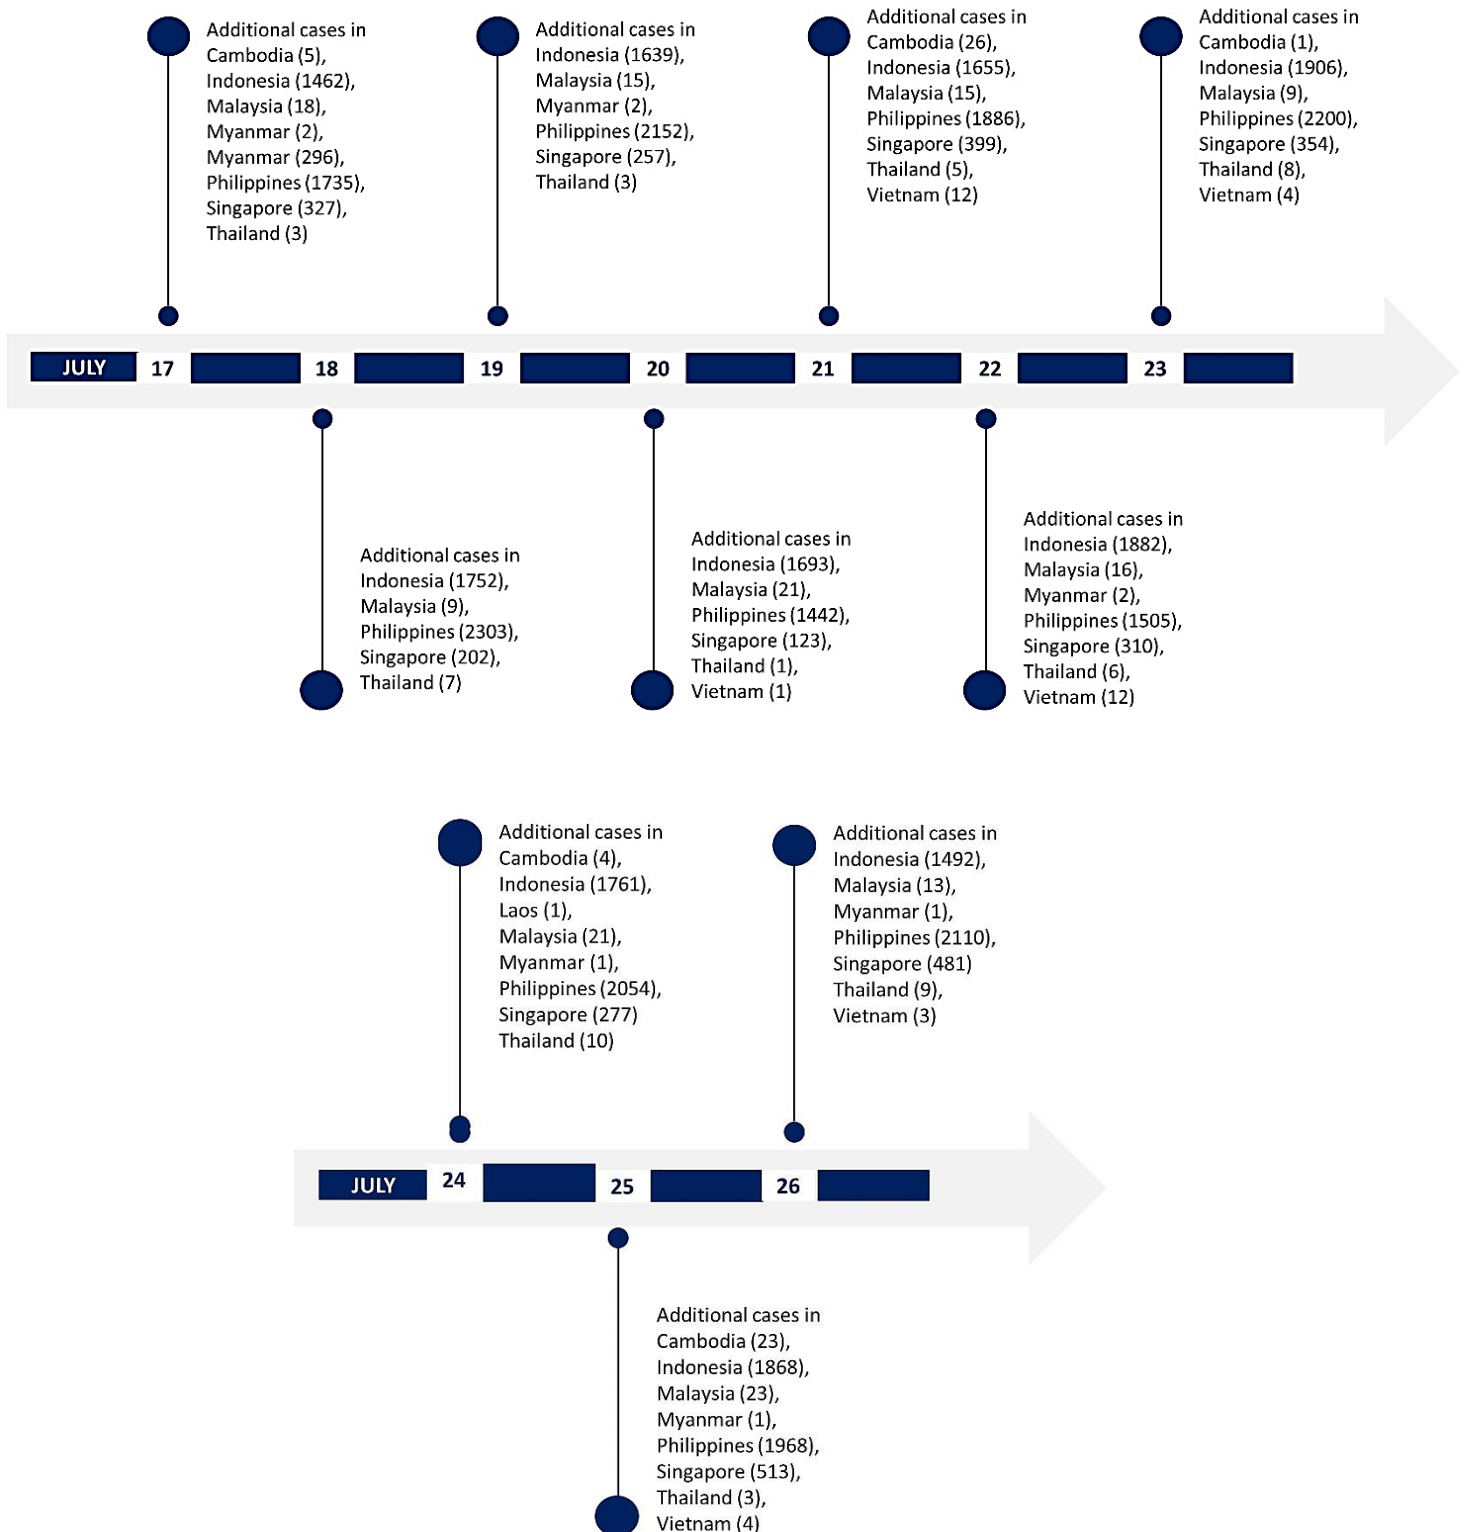 Additional cases in
Cambodia (5),
Indonesia (1462),
Malaysia (18),
Myanmar (2),
Myanmar (296),
Philippines (1735),
Singapore (327),
Thailand (3)
Additional cases in
Indonesia (1639),
Malaysia (15),
Myanmar (2),
Philippines (2152),
Singapore (257),
Thailand (3)
Additional cases in
Cambodia (26),
Indonesia (1655),
Malaysia (15),
Philippines (1886),
Singapore (399),
Thailand (5),
Vietnam (12)
Additional cases in
Cambodia (1),
Indonesia (1906),
Malaysia (9),
Philippines (2200),
Singapore (354),
Thailand (8),
Vietnam (4)
JULY 17 18 19 20 21 22 23
Additional cases in
Indonesia (1752),
Malaysia (9),
Philippines (2303),
Singapore (202),
Thailand (7)
Additional cases in
Indonesia (1693),
Malaysia (21),
Philippines (1442),
Singapore (123),
Thailand (1),
Vietnam (1)
Additional cases in
Indonesia (1882),
Malaysia (16),
Myanmar (2),
Philippines (1505),
Singapore (310),
Thailand (6),
Vietnam (12)
Additional cases in
Cambodia (4),
Indonesia (1761),
Laos (1),
Malaysia (21),
Myanmar (1),
Philippines (2054),
Singapore (277)
Thailand (10)
Additional cases in
Indonesia (1492),
Malaysia (13),
Myanmar (1),
Philippines (2110),
Singapore (481)
Thailand (9),
Vietnam (3)
JULY 24 25 26
Additional cases in
Cambodia (23),
Indonesia (1868),
Malaysia (23),
Myanmar (1),
Philippines (1968),
Singapore (513),
Thailand (3),
Vietnam (4)